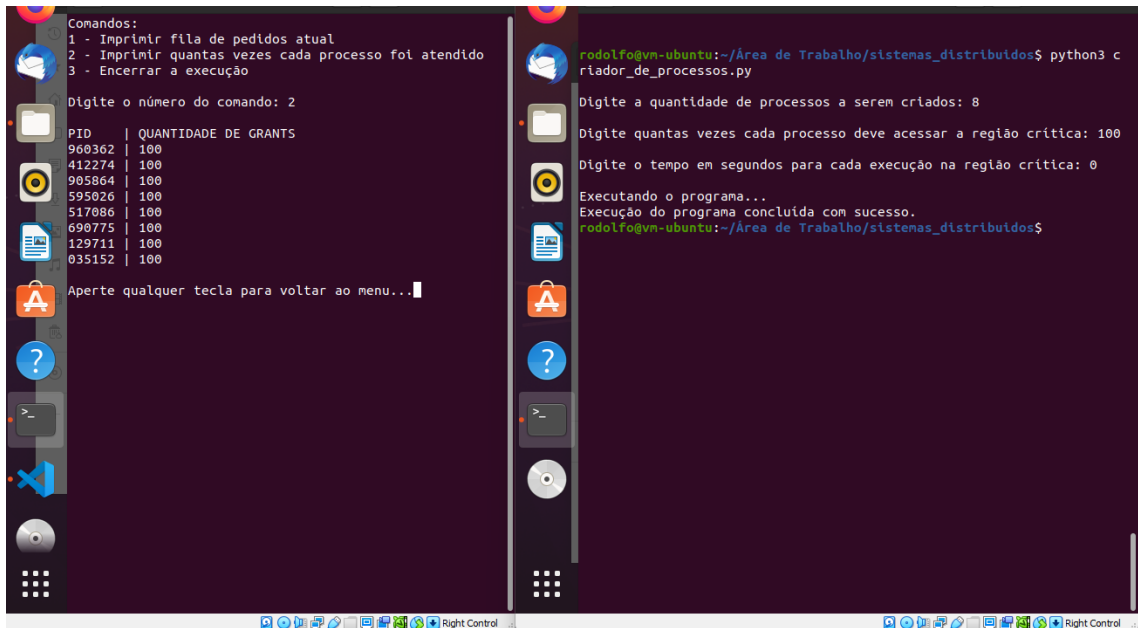 Comandos:
1 - Imprimir fila de pedidos atual
2 - Imprimir quantas vezes cada processo foi atendido
3 - Encerrar a execução
Digite o número do comando: 2
PID | QUANTIDADE DE GRANTS
960362 | 100
412274 | 100
905864 | 100
595026 | 100
517086 | 100
690775 | 100
129711 | 100
035152 | 100
Aperte qualquer tecla para voltar ao menu...
Right Control
rodolfo@vm-ubuntu:~/Área de Trabalho/sistemas_distribuidos$ python3 c
riador_de_processos.py
Digite a quantidade de processos a serem criados: 8
Digite quantas vezes cada processo deve acessar a região crítica: 100
Digite o tempo em segundos para cada execução na região crítica: 0
Executando o programa...
Execução do programa concluída com sucesso.
rodolfo@vm-ubuntu:~/Área de Trabalho/sistemas_distribuidos$
Right Control